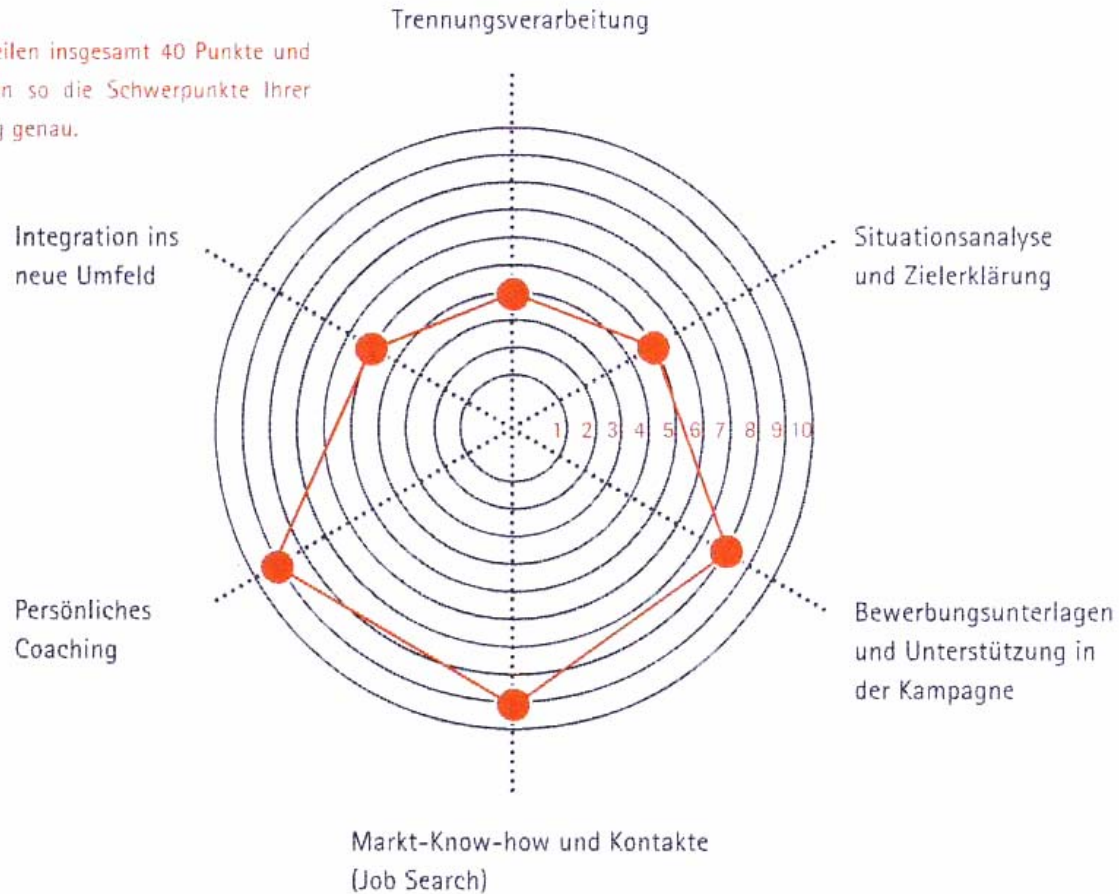 Trennungsverarbeitung
eilen insgesamt 40 Punkte und
n so die Schwerpunkte Ihrer
g genau.
Integration ins
neue Umfeld
Situationsanalyse
und Zielerklärung
1 2 3 4 5 6 7 8 9 10
Persönliches
Coaching
Bewerbungsunterlagen
und Unterstützung in
der Kampagne
Markt-Know-how und Kontakte
(Job Search)